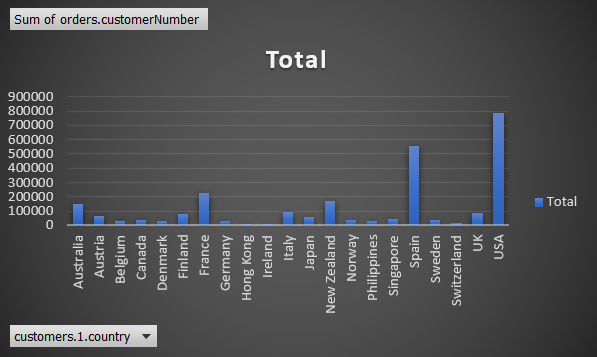 Sum of orders.customerNumber
Total
900000
800000
700000
600000
500000
400000
300000
200000
100000
0
Total
Australia
Austria
Belgium
Canada
Denmark
Finland
France
Germany
Hong Kong
Ireland
Italy
Japan
New Zealand
Norway
Philippines
Singapore
Spain
Sweden
Switzerland
UK
USA
customers.1.country